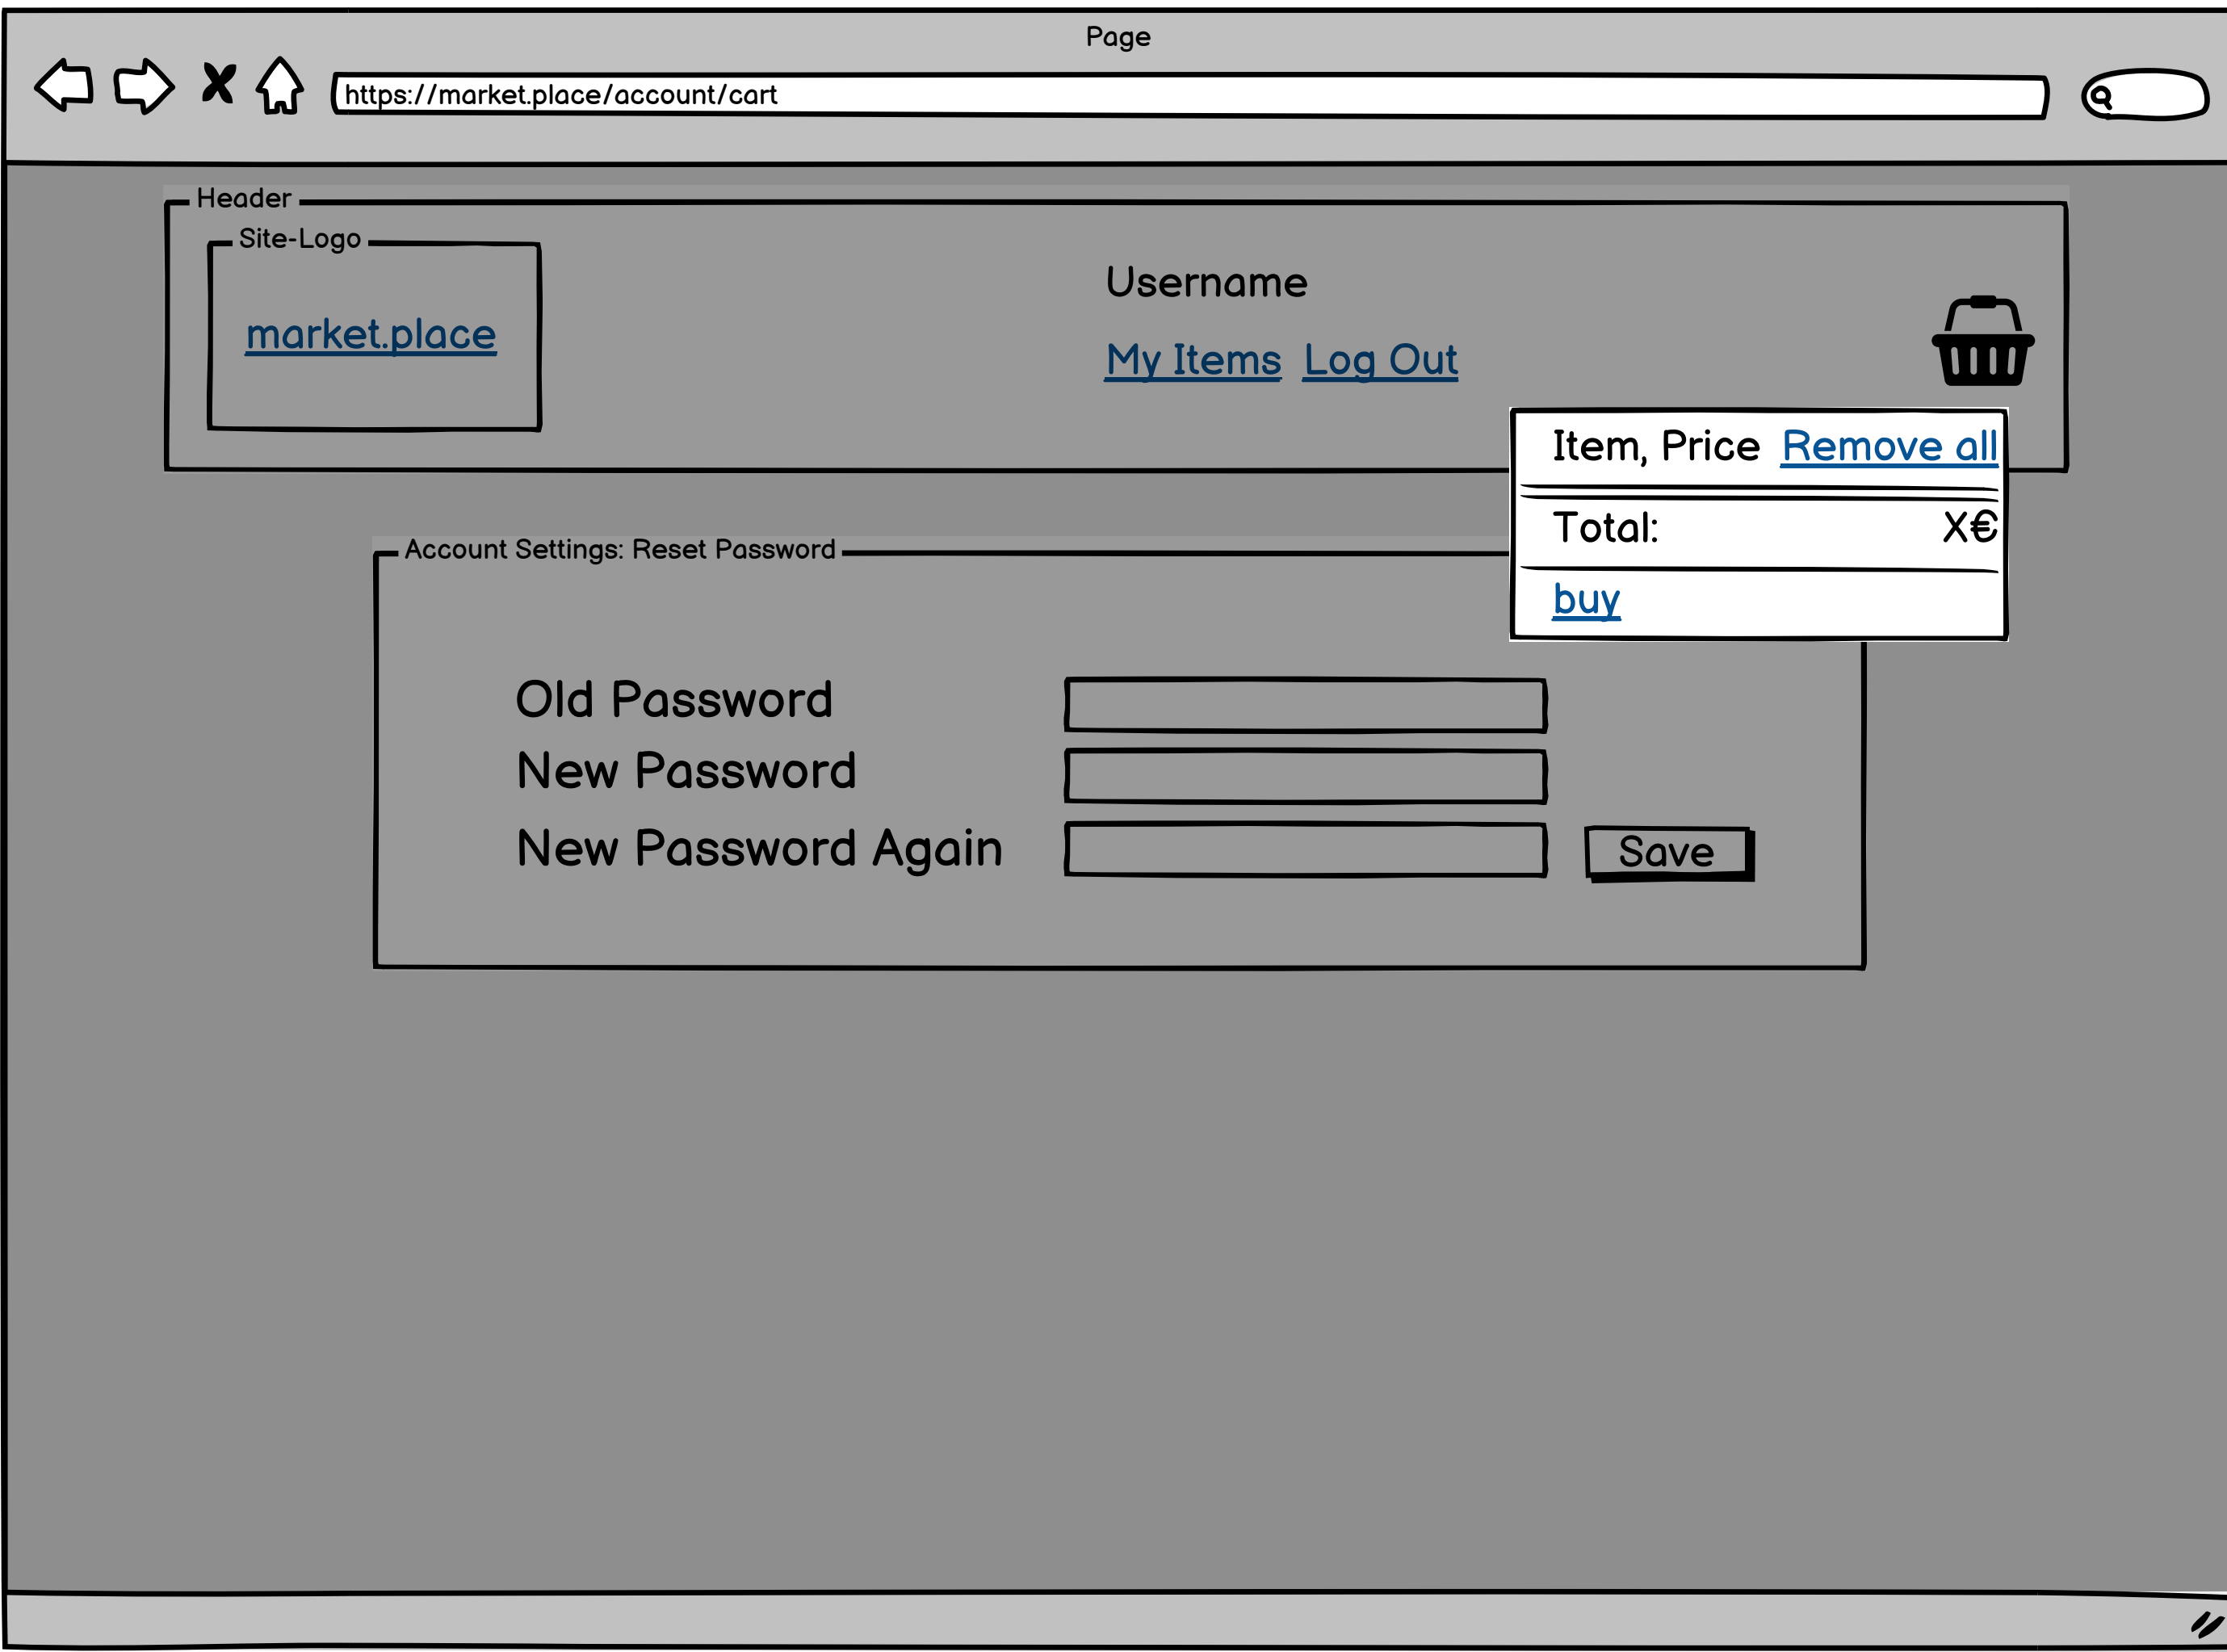 Page
https://market.place/account/cart
Header
Site-Logo
Username
market.place
My Items Log Out
Item, Price Remove all
Total: X€
Account Settings: Reset Password
buy
Old Password
New Password
New Password Again
Save